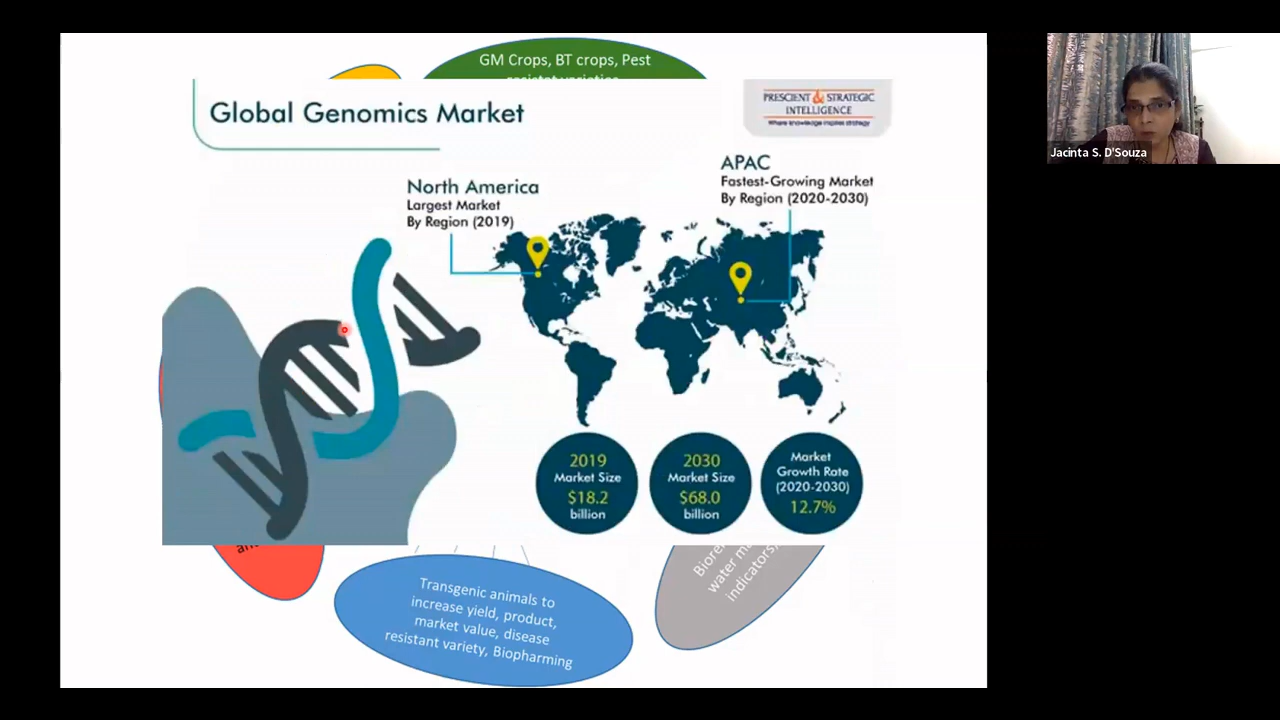 GM Crops, BT crops, Pest
Global Genomics Market
PRESCIENT & STRATEGIC
INTELLIGENCE
Where knowledge inspires strategy
North America
Largest Market
By Region (2019)
APAC
Fastest-Growing Market
By Region (2020-2030)
2019
Market Size
$18.2
billion
2030
Market Size
$68.0
billion
Market
Growth Rate
(2020-2030)
12.7%
Transgenic animals to
increase yield, product,
market value, disease
resistant variety, Biopharming
water
indicators,
Jacinta S. D'Souza